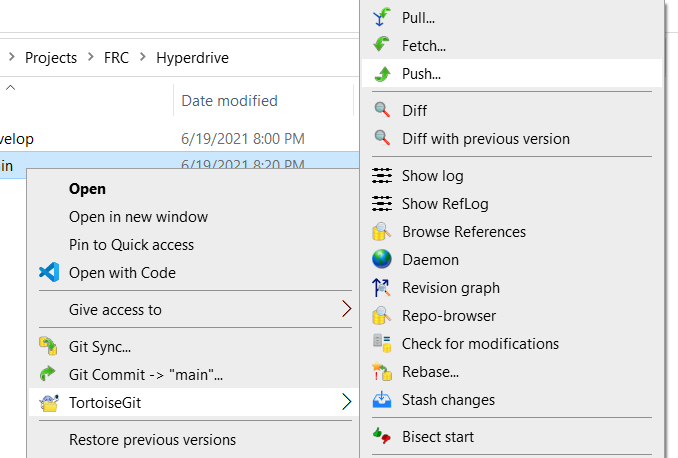 Projects > FRC > Hyperdrive
Date modified
velop 6/19/2021 8:00 PM
in 6/19/2021 8:20 PM
Open
Open in new window
Pin to Quick access
Open with Code
Give access to
Git Sync...
Git Commit -> "main"...
TortoiseGit
Restore previous versions
Pull...
Fetch...
Push...
Diff
Diff with previous version
Show log
Show RefLog
Browse References
Daemon
Revision graph
Repo-browser
Check for modifications
Rebase...
Stash changes
Bisect start